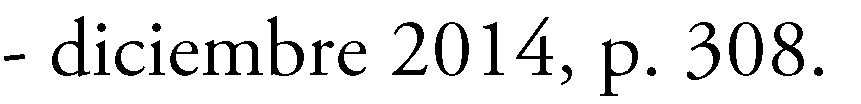 - diciembre 2014, p. 308.